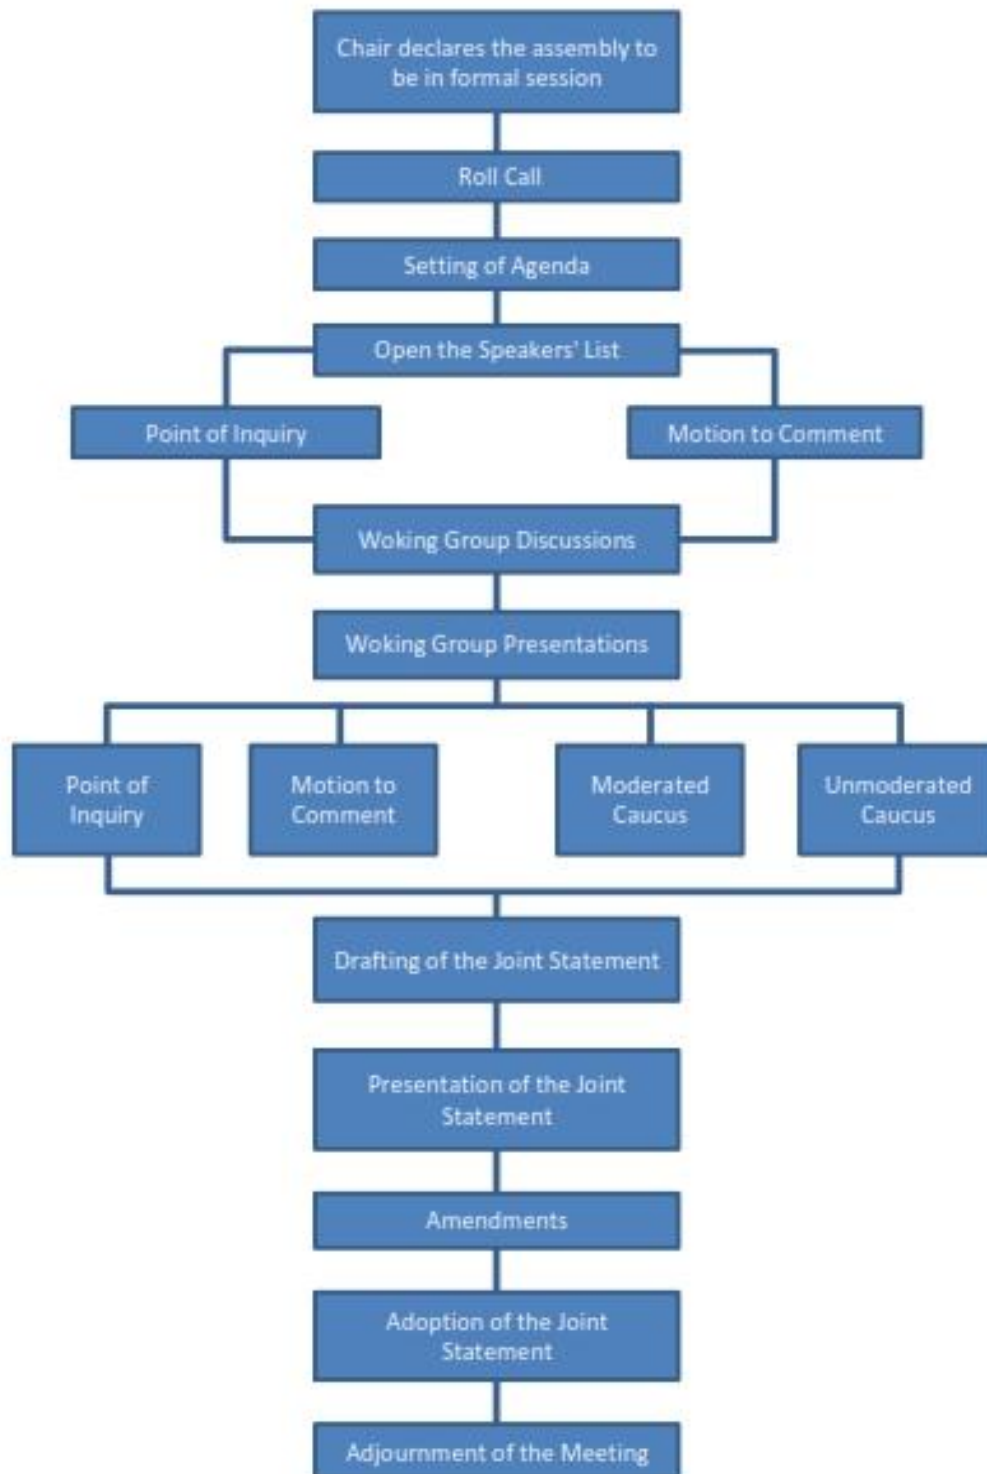 Chair declares the assembly to
be in formal session
Roll Call
Setting of Agenda
Open the Speakers' List
Point of Inquiry
Motion to Comment
Woking Group Discussions
Woking Group Presentations
Point of
Inquiry
Motion to
Comment
Moderated
Caucus
Unmoderated
Caucus
Drafting of the Joint Statement
Presentation of the Joint
Statement
Amendments
Adoption of the Joint
Statement
Adjournment of the Meeting